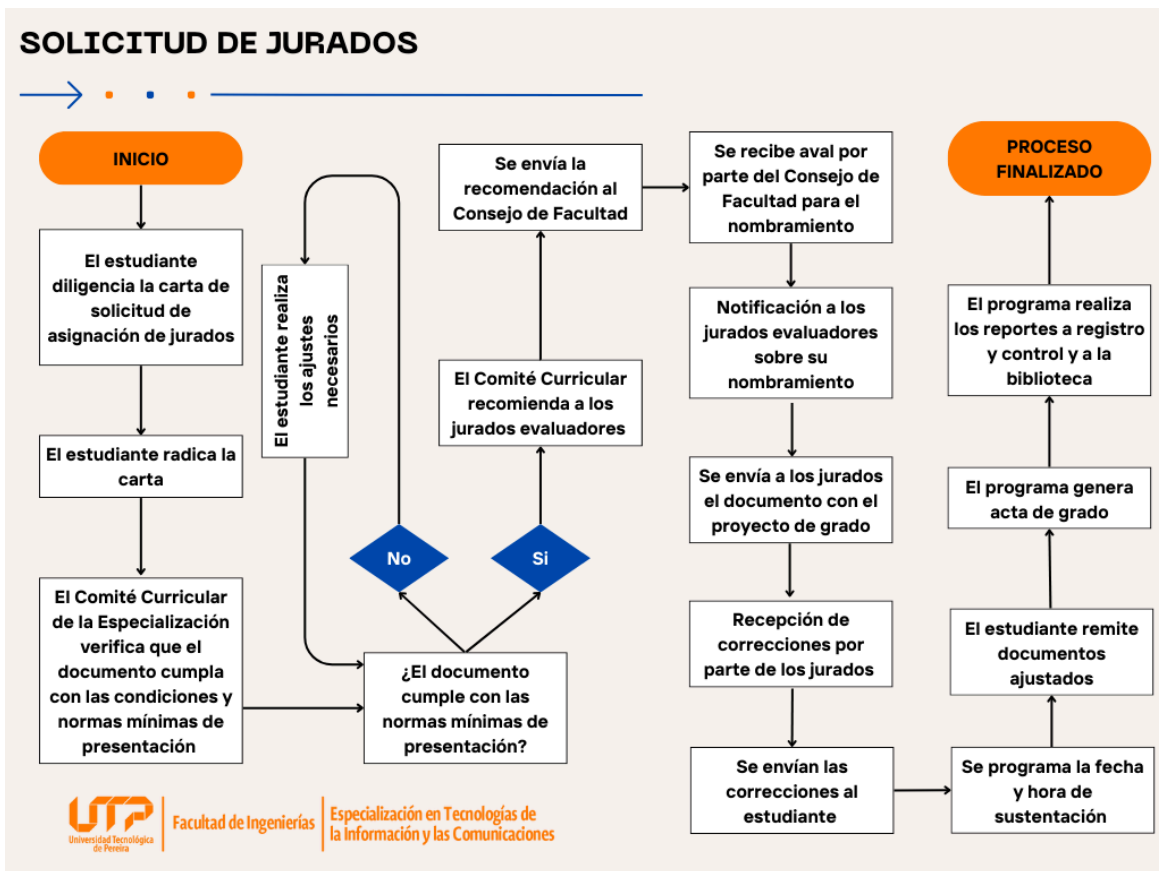 SOLICITUD DE JURADOS
INICIO
El estudiante
diligencia la carta de
solicitud de
asignación de jurados
El estudiante radica la
carta
El Comité Curricular
de la Especialización
verifica que el
documento cumpla
con las condiciones y
normas mínimas de
presentación
¿El documento
cumple con las
normas mínimas de
presentación?
No
El estudiante realiza
los ajustes
necesarios
Si
El Comité Curricular
recomienda a los
jurados evaluadores
Se envía la
recomendación al
Consejo de Facultad
Se recibe aval por
parte del Consejo de
Facultad para el
nombramiento
Notificación a los
jurados evaluadores
sobre su
nombramiento
Se envía a los jurados
el documento con el
proyecto de grado
Recepción de
correcciones por
parte de los jurados
Se envían las
correcciones al
estudiante
Se programa la fecha
y hora de
sustentación
El estudiante remite
documentos
ajustados
El programa genera
acta de grado
El programa realiza
los reportes a registro
y control y a la
biblioteca
PROCESO
FINALIZADO
UTP
Universidad Tecnológica
de Pereira
Facultad de Ingenierías
Especialización en Tecnologías de
la Información y las Comunicaciones